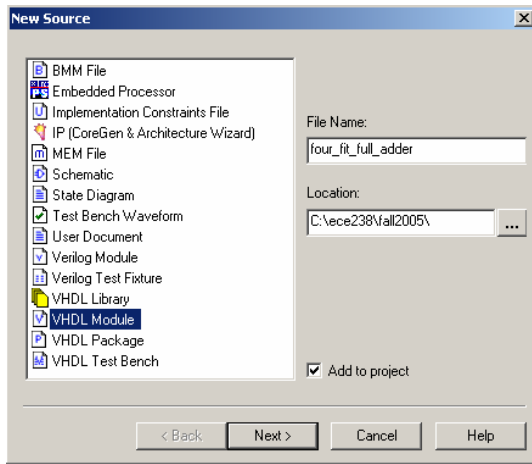 New Source
BMM File
Embedded Processor
Implementation Constraints File
IP (CoreGen & Architecture Wizard)
MEM File
Schematic
State Diagram
Test Bench Waveform
User Document
Verilog Module
Verilog Test Fixture
VHDL Library
VHDL Module
VHDL Package
VHDL Test Bench
File Name:
four_fit_full_adder
Location:
C:\ece238\fall2005\
...
Add to project
< Back
Next >
Cancel
Help